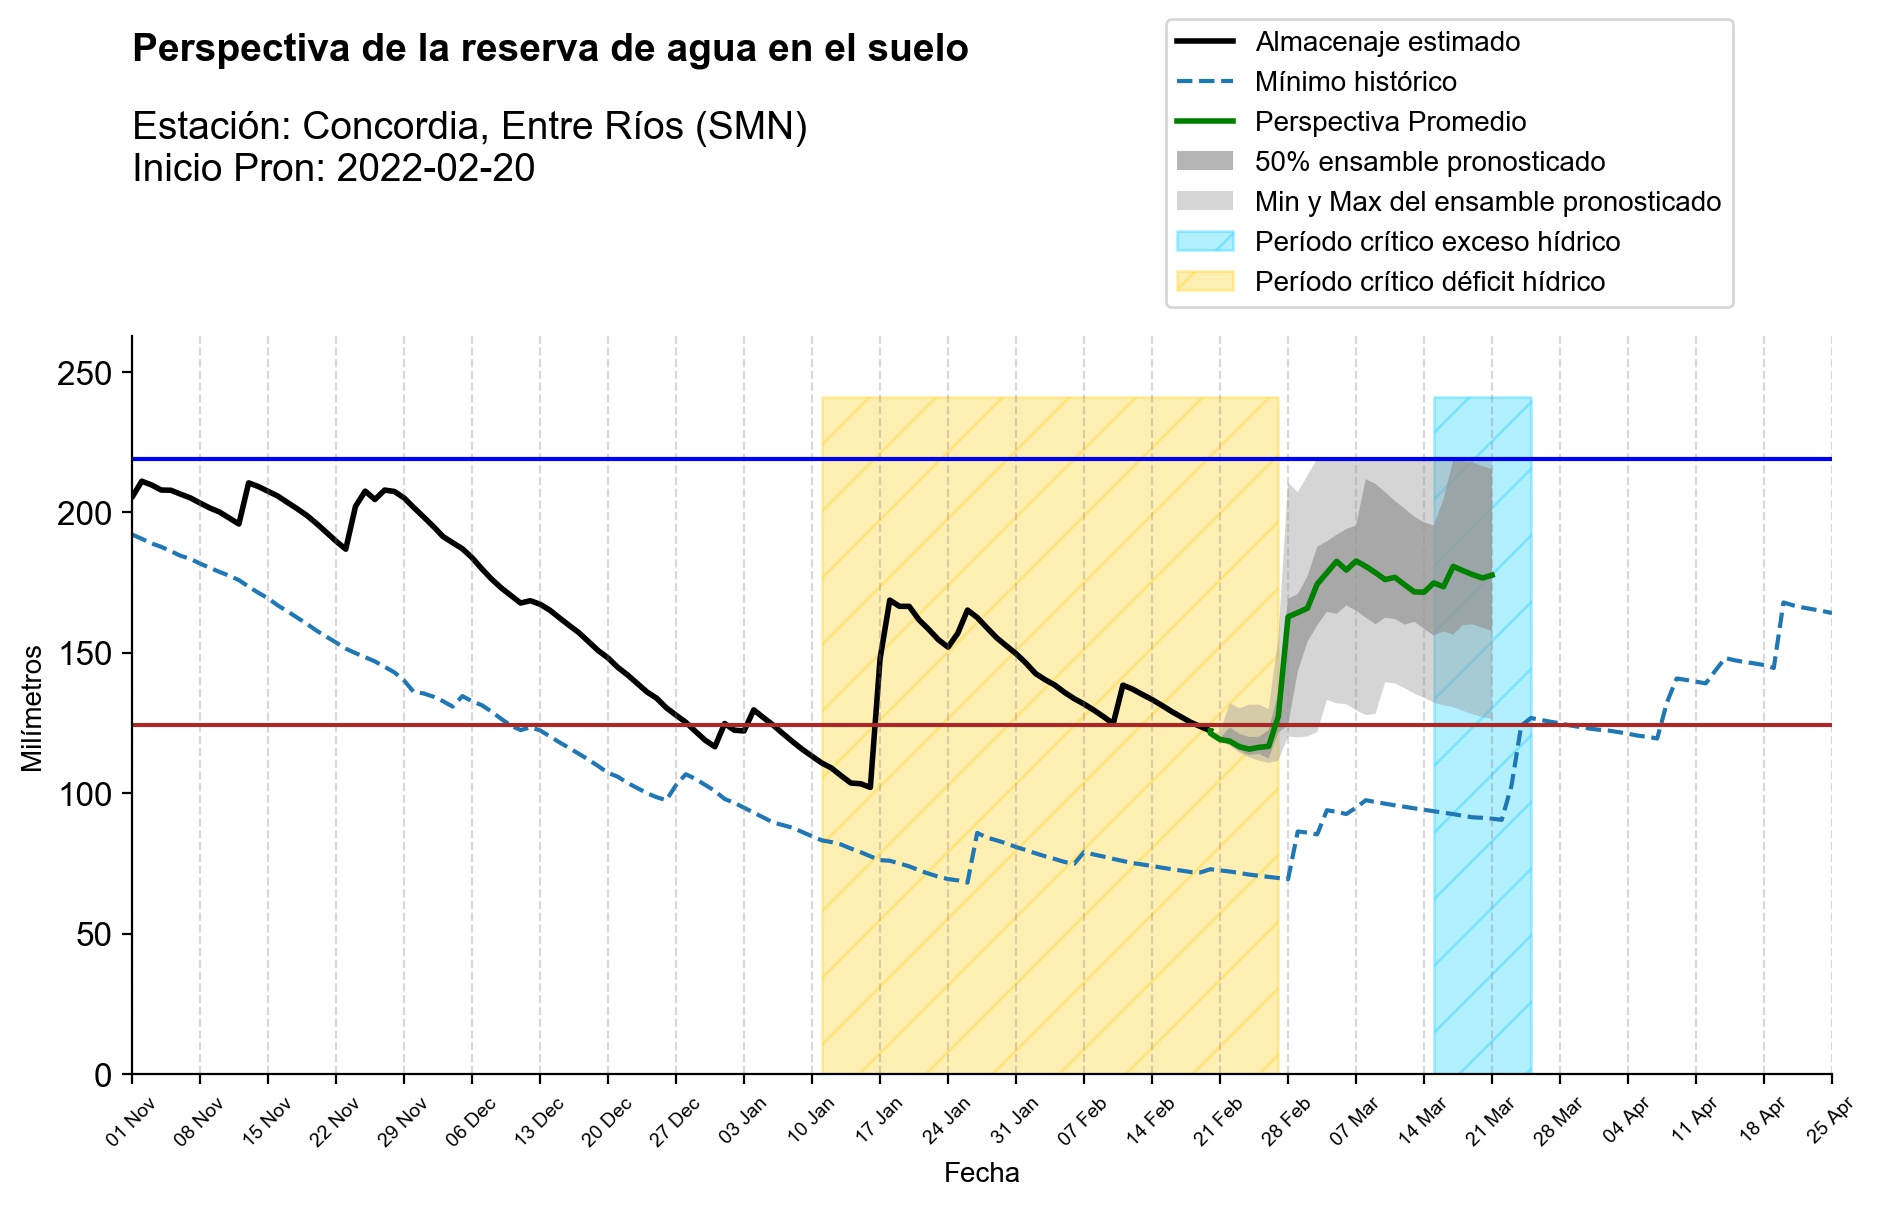 Perspectiva de la reserva de agua en el suelo
Estación: Concordia, Entre Ríos (SMN)
Inicio Pron: 2022-02-20
Almacenaje estimado
Mínimo histórico
Perspectiva Promedio
50% ensamble pronosticado
Min y Max del ensamble pronosticado
Período crítico exceso hídrico
Período crítico déficit hídrico
Milímetros
250
200
150
100
50
0
01 Nov
08 Nov
15 Nov
22 Nov
29 Nov
06 Dec
13 Dec
20 Dec
27 Dec
03 Jan
10 Jan
17 Jan
24 Jan
31 Jan
07 Feb
14 Feb
21 Feb
28 Feb
07 Mar
14 Mar
21 Mar
28 Mar
04 Apr
11 Apr
18 Apr
25 Apr
Fecha